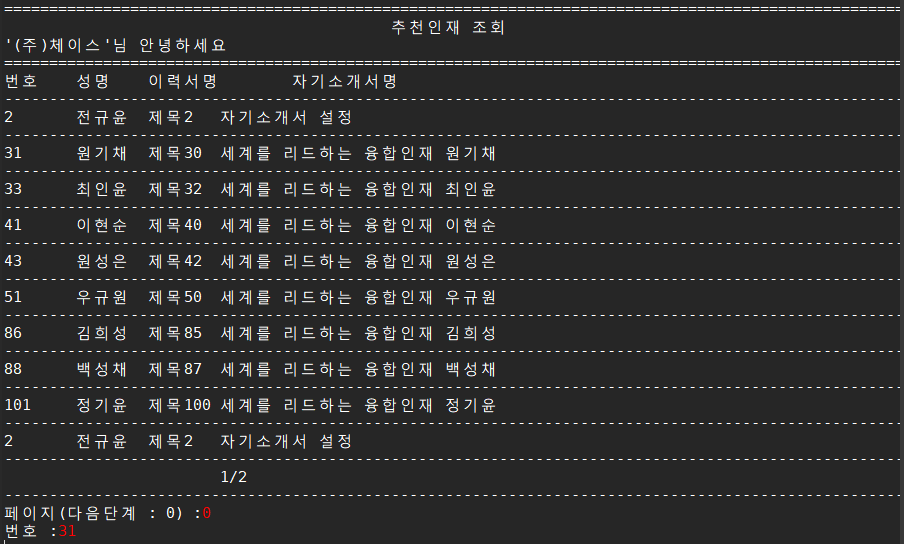 추천인재 조회
'(주)체이스'님 안녕하세요
번호 성명 이력서명 자기소개서명
2 전규윤 제목2 자기소개서 설정
31 원기채 제목30 세계를 리드하는 융합인재 원기채
33 최인윤 제목32 세계를 리드하는 융합인재 최인윤
41 이현순 제목40 세계를 리드하는 융합인재 이현순
43 원성은 제목42 세계를 리드하는 융합인재 원성은
51 우규원 제목50 세계를 리드하는 융합인재 우규원
86 김희성 제목85 세계를 리드하는 융합인재 김희성
88 백성채 제목87 세계를 리드하는 융합인재 백성채
101 정기윤 제목100 세계를 리드하는 융합인재 정기윤
2 전규윤 제목2 자기소개서 설정
1/2
페이지(다음단계 : 0) :0
번호 :31